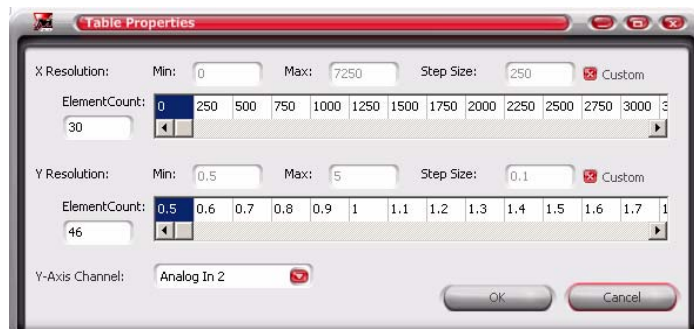 Table Properties
X Resolution: Min: 0 Max: 7250 Step Size: 250 Custom
ElementCount: 0 250 500 750 1000 1250 1500 1750 2000 2250 2500 2750 3000 3
30
Y Resolution: Min: 0.5 Max: 5 Step Size: 0.1 Custom
ElementCount: 0.5 0.6 0.7 0.8 0.9 1 1.1 1.2 1.3 1.4 1.5 1.6 1.7 1
46
Y-Axis Channel: Analog In 2
OK Cancel